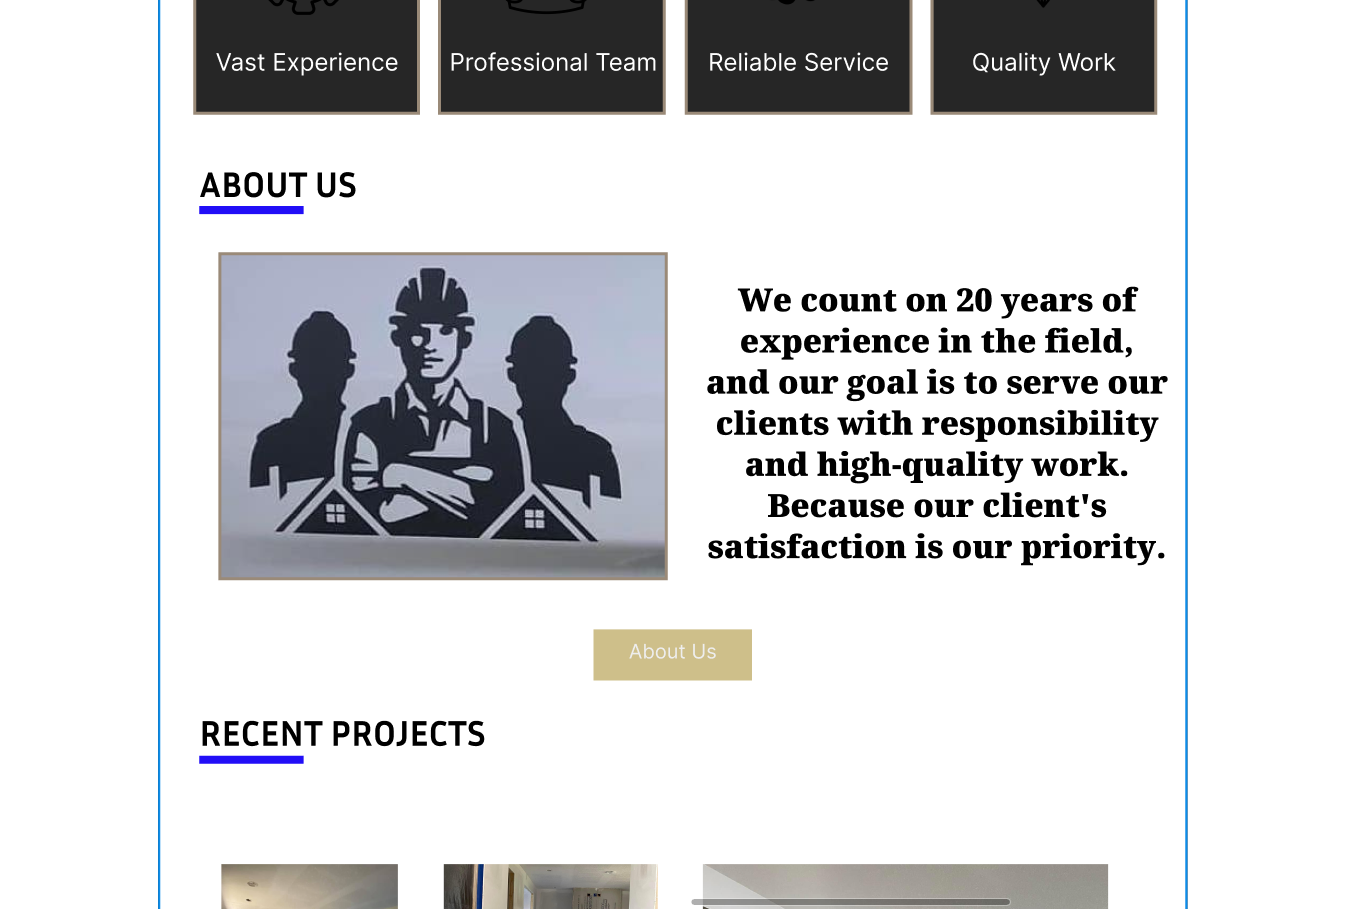 Vast Experience
Professional Team
Reliable Service
Quality Work
ABOUT US
We count on 20 years of
experience in the field,
and our goal is to serve our
clients with responsibility
and high-quality work.
Because our client's
satisfaction is our priority.
About Us
RECENT PROJECTS